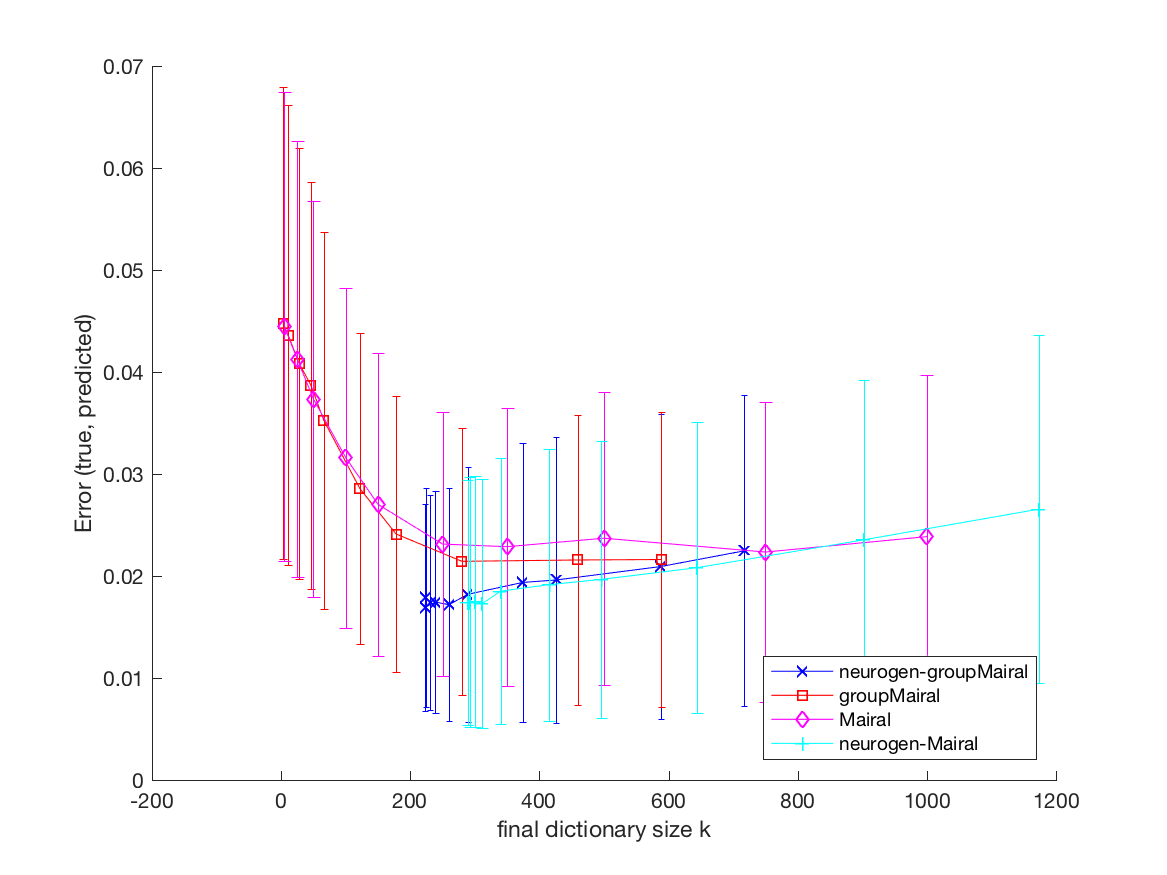 0.07
0.06
0.05
0.04
0.03
0.02
0.01
0
Error (true, predicted)
-200
0
200
400
600
800
1000
1200
final dictionary size k
neurogen-groupMairal
groupMairal
Mairal
neurogen-Mairal